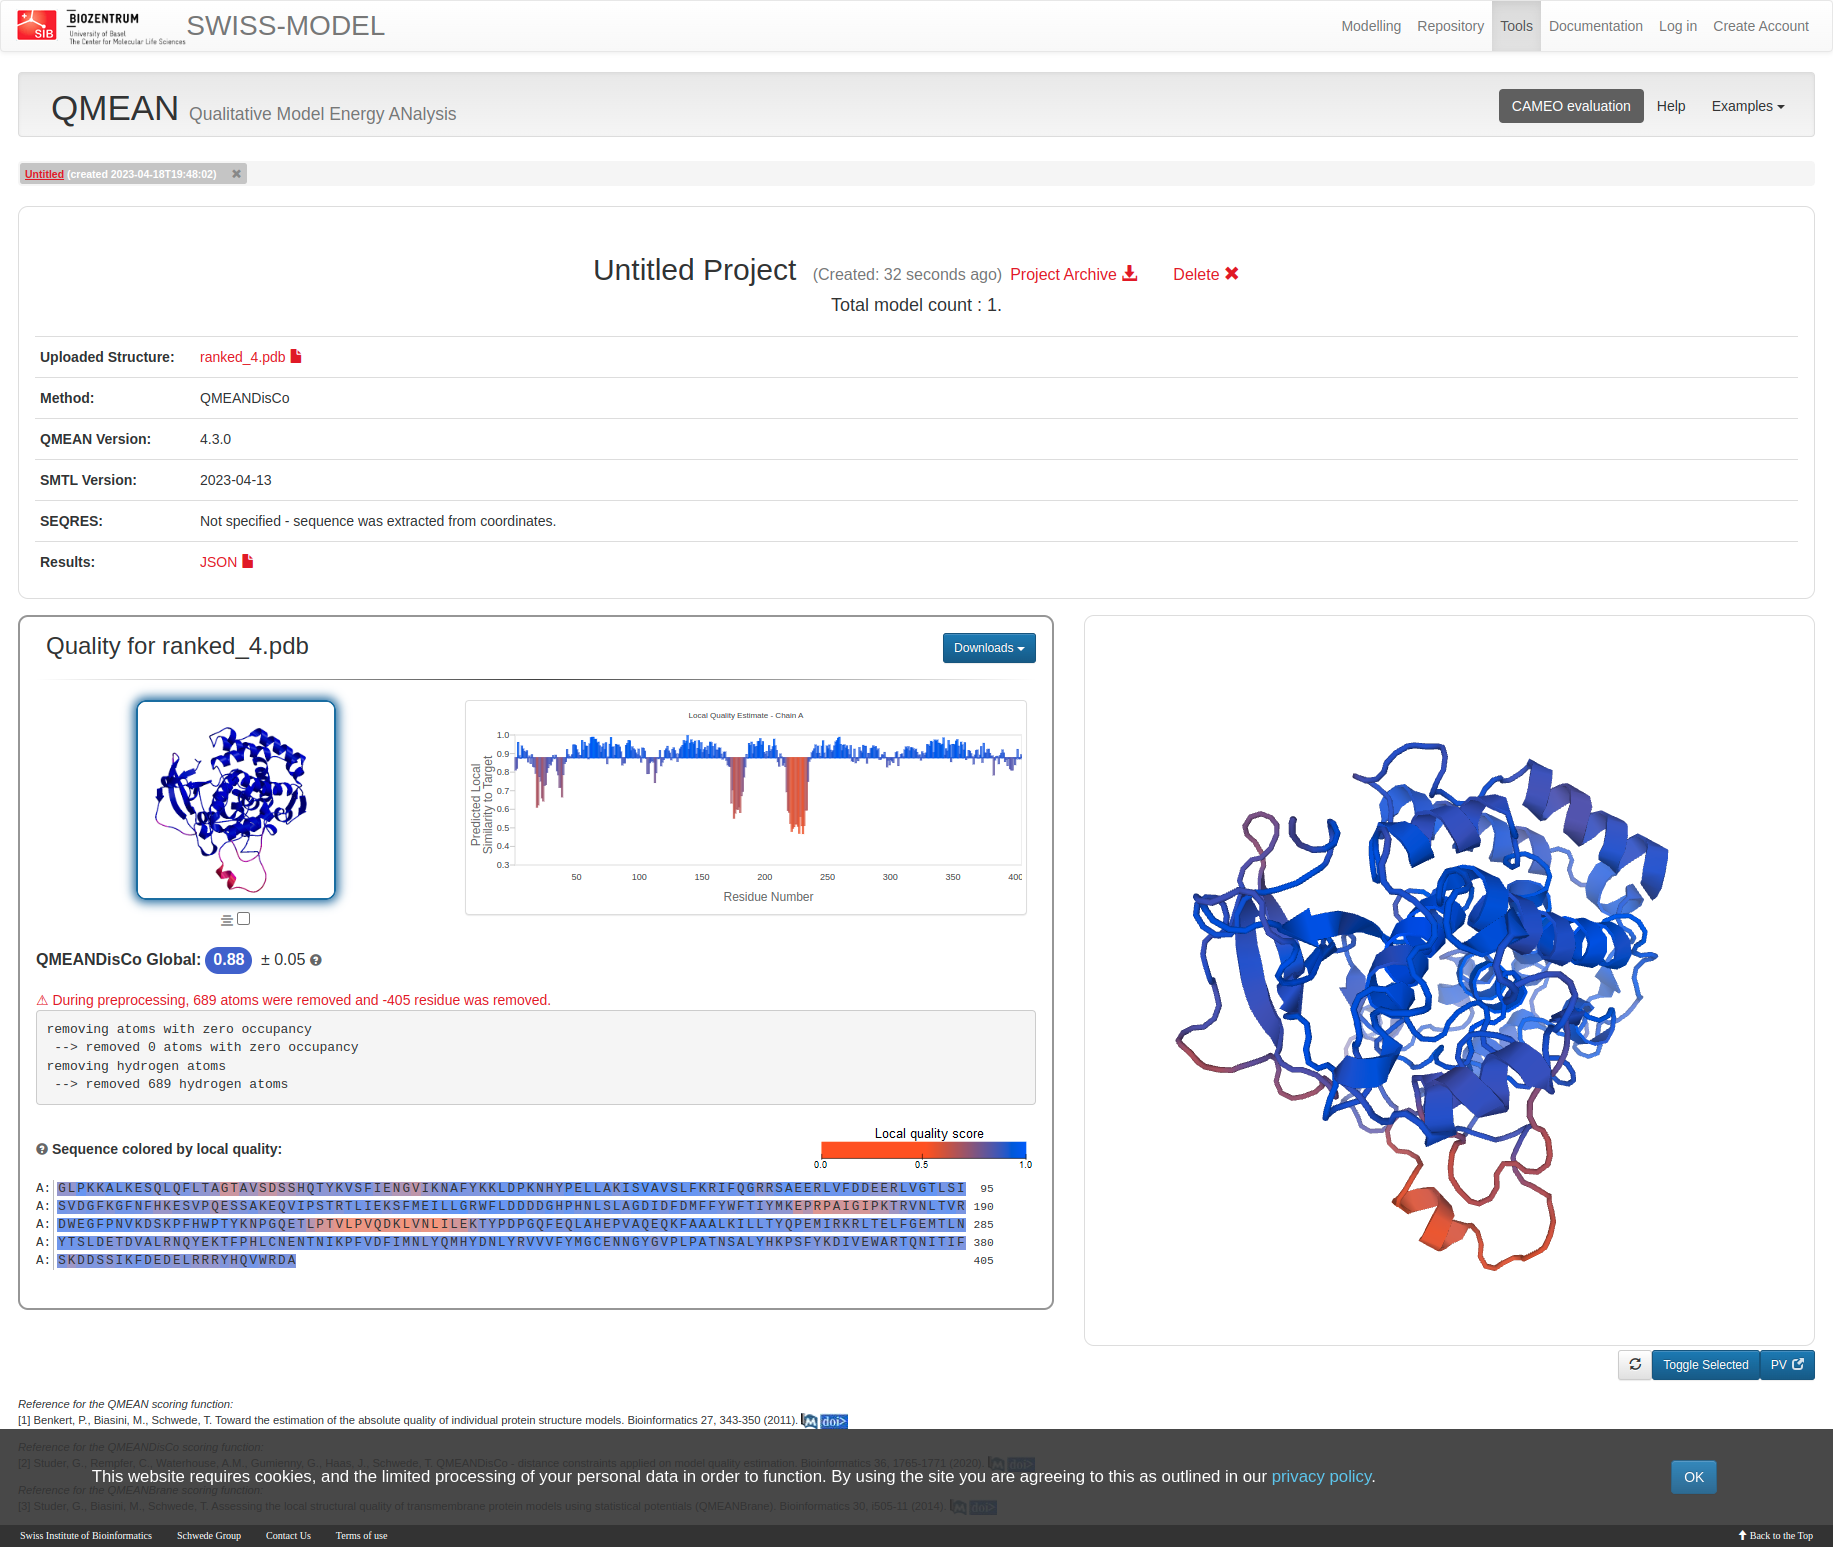 SIB
BIOZENTRUM
University of Basel
The Center for Molecular Life Sciences
SWISS-MODEL
Modelling Repository Tools Documentation Log in Create Account
QMEAN Qualitative Model Energy ANalysis
CAMEO evaluation Help Examples
Untitled (created 2023-04-18T19:48:02) ✖
Untitled Project (Created: 32 seconds ago) Project Archive Delete ✖
Total model count : 1.
Uploaded Structure: ranked_4.pdb
Method: QMEANDisCo
QMEAN Version: 4.3.0
SMTL Version: 2023-04-13
SEQRES: Not specified - sequence was extracted from coordinates.
Results: JSON
Quality for ranked_4.pdb
Downloads
Local Quality Estimate - Chain A
Predicted Local
Similarity to Target
1.0
0.9
0.8
0.7
0.6
0.5
0.4
0.3
50 100 150 200 250 300 350 400
Residue Number
QMEANDisCo Global: 0.88 ± 0.05
⚠ During preprocessing, 689 atoms were removed and -405 residue was removed.
removing atoms with zero occupancy
--> removed 0 atoms with zero occupancy
removing hydrogen atoms
--> removed 689 hydrogen atoms
Sequence colored by local quality:
Local quality score
0.0 0.5 1.0
A: GLPKKALKESQLQFLTAGTAVSDSSHQTYKVSFIENGVIKNAFYKKLDPKNHYPELLAKISVAVSLFKRIFQGRRSAEERLVFDDEERLVGTLSI 95
A: SVDGFKGFNFHKESVPQESSAKEQVIPSTRTLIEKSFMEILLGRWFLDDDDGHPHNLSLAGDIDFDMFFYWFTIYMKEPRPAIGIPKTRVNLTVR 190
A: DWEGFPNVKDSKPFHWPTYKNPGQETLPTVLPVQDKLVNLILEKTYPDPGQFEQLAHEPVAQEQKFAAALKILLTYQPEMIRKRLTELFGEMTLN 285
A: YTSLDETDVALRNQYEKTFPHLCNENTNIKPFVDFIMNLYQMHYDNLYRVVVFYMGCENNGYGVPLPATNSALYHKPSFYKDIVEWARTQNITIF 380
A: SKDDSSIKFDEDELRRRYHQVWRDA 405
Toggle Selected PV
Reference for the QMEAN scoring function:
[1] Benkert, P., Biasini, M., Schwede, T. Toward the estimation of the absolute quality of individual protein structure models. Bioinformatics 27, 343-350 (2011). M doi>
Reference for the QMEANDisCo scoring function:
[2] Studer, G., Rempfer, C., Waterhouse, A.M., Gumienny, G., Haas, J., Schwede, T. QMEANDisCo - distance constraints applied on model quality estimation. Bioinformatics 36, 1765-1771 (2020). M doi>
This website requires cookies, and the limited processing of your personal data in order to function. By using the site you are agreeing to this as outlined in our privacy policy. OK
Reference for the QMEANBrane scoring function:
[3] Studer, G., Biasini, M., Schwede, T. Assessing the local structural quality of transmembrane protein models using statistical potentials (QMEANBrane). Bioinformatics 30, i505-11 (2014). M doi>
Swiss Institute of Bioinformatics Schwede Group Contact Us Terms of use Back to the Top